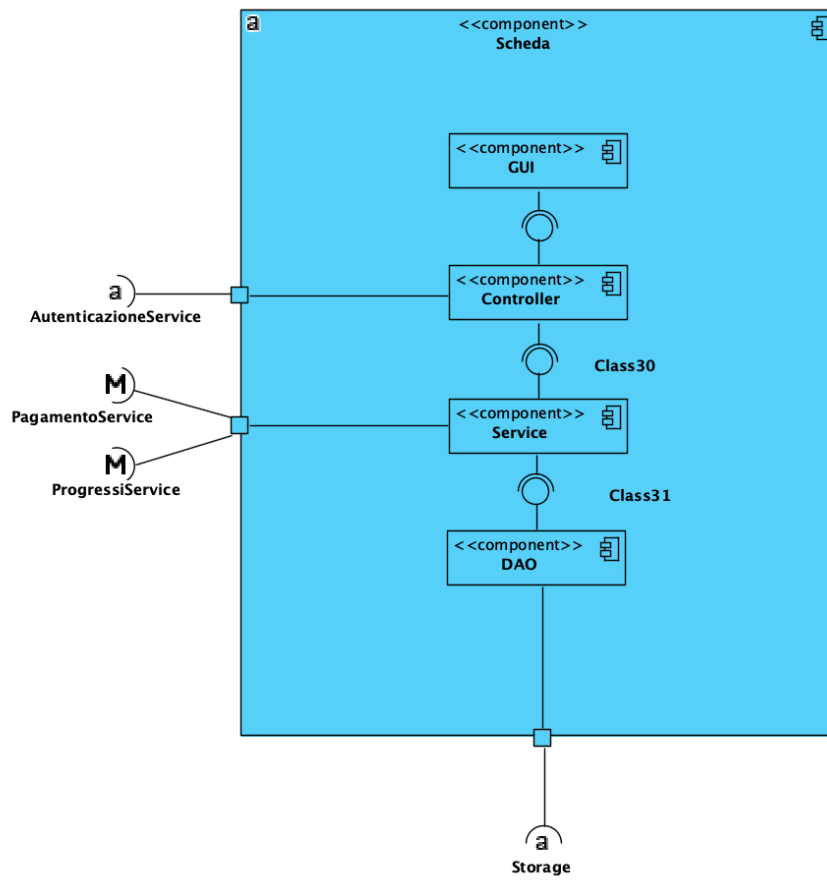 a
<<component>>
Scheda
<<component>>
GUI
a
AutenticazioneService
<<component>>
Controller
Class30
M
PagamentoService
<<component>>
Service
M
ProgressiService
Class31
<<component>>
DAO
a
Storage